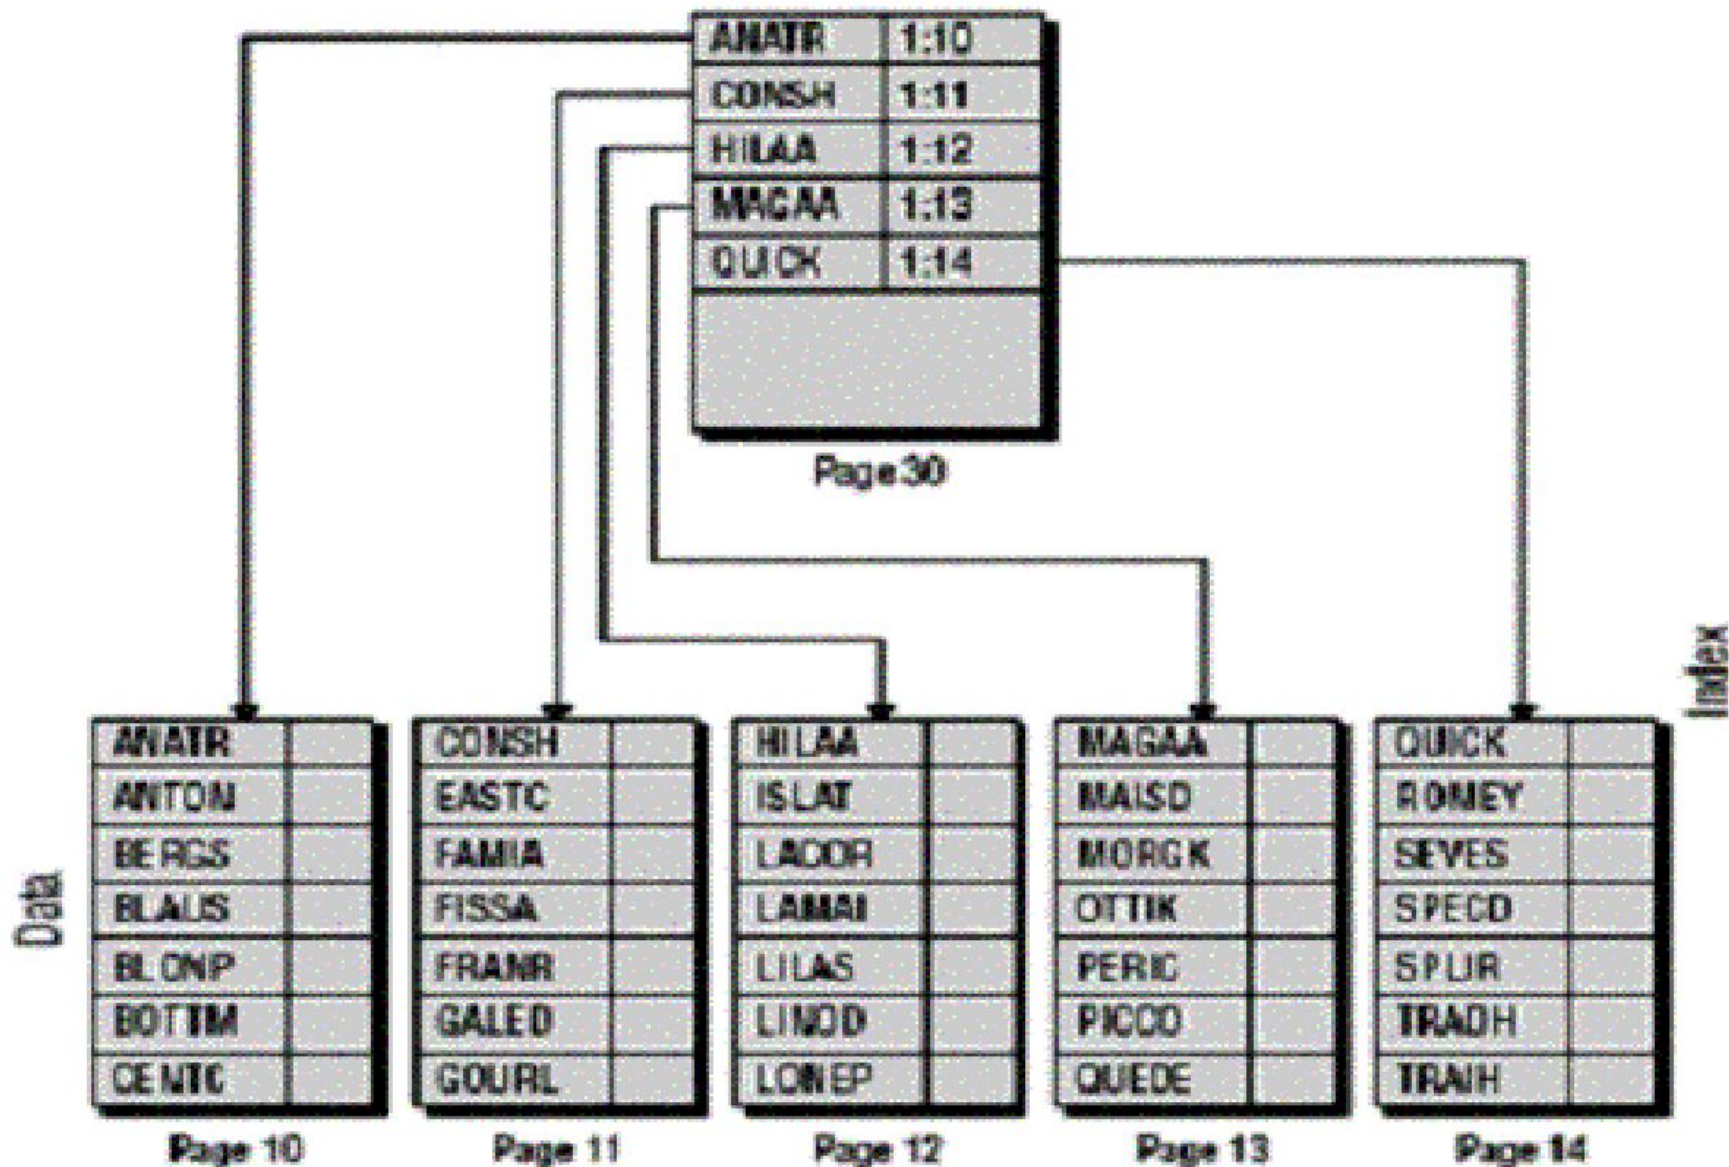 ANATR 1:10
CONSH 1:11
HILAA 1:12
MAGAA 1:13
QUICK 1:14
Page 30
Index
Data
ANATR
ANTON
BERGS
BLAUS
BLONP
BOTTM
CENTC
Page 10
CONSH
EASTC
FAMIA
FISSA
FRANR
GALED
GOURL
Page 11
HILAA
ISLAT
LACOR
LAMAI
LILAS
LINOD
LONEP
Page 12
MAGAA
MAISD
MORGK
OTTIK
PERIC
PICCO
QUEDE
Page 13
QUICK
ROMEY
SEVES
SPECD
SPLIR
TRADH
TRAIH
Page 14